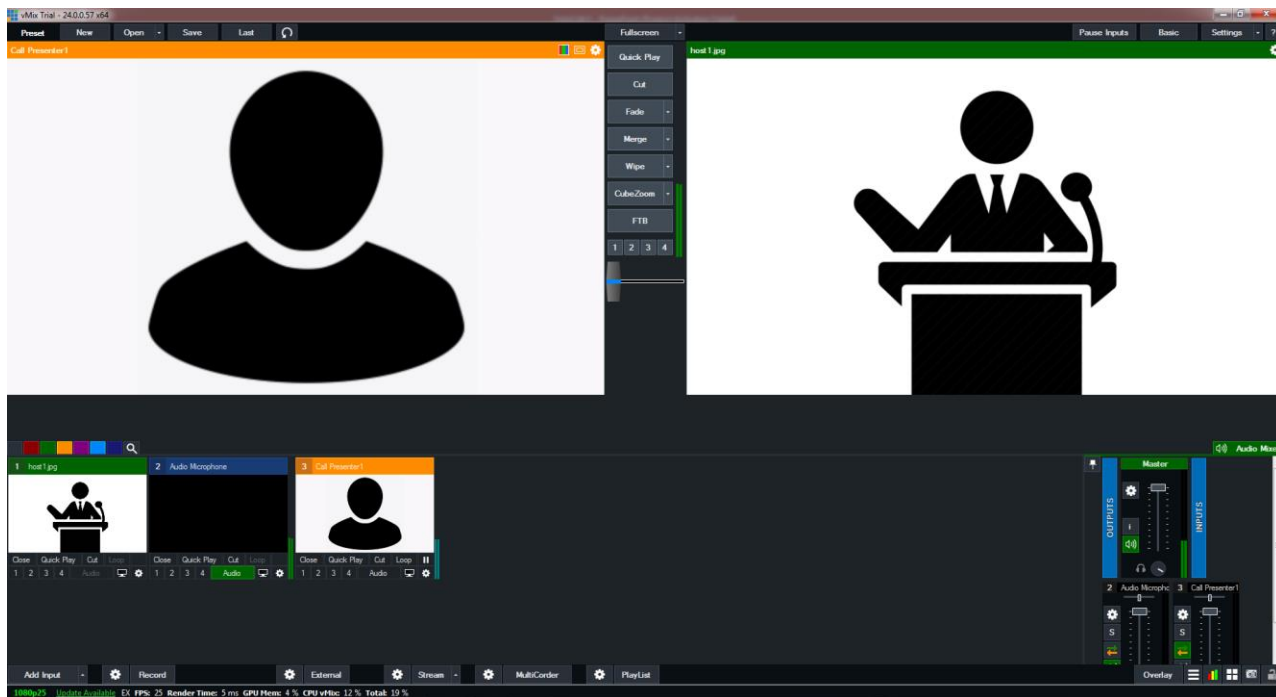 vMix Trial - 24.0.0.57 x64
Preset New Open Save Last Fullscreen Pause Inputs Basic Settings ?
Call Presenter1 host1.jpg
Quick Play
Cut
Fade
Merge
Wipe
CubeZoom
FTB
1 2 3 4
Audio Mixe
1 host1.jpg 2 Audio Microphone 3 Call Presenter1 Master
OUTPUTS INPUTS
Close Quick Play Cut Loop Close Quick Play Cut Loop Close Quick Play Cut Loop
1 2 3 4 Audio 1 2 3 4 Audio 1 2 3 4 Audio
2 Audio Microphc 3 Call Presenter1
S S
Add Input Record External Stream MultiCorder PlayList Overlay
1080p25 Update Available EX FPS: 25 Render Time: 5 ms GPU Mem: 4 % CPU vMix: 12 % Total: 19 %